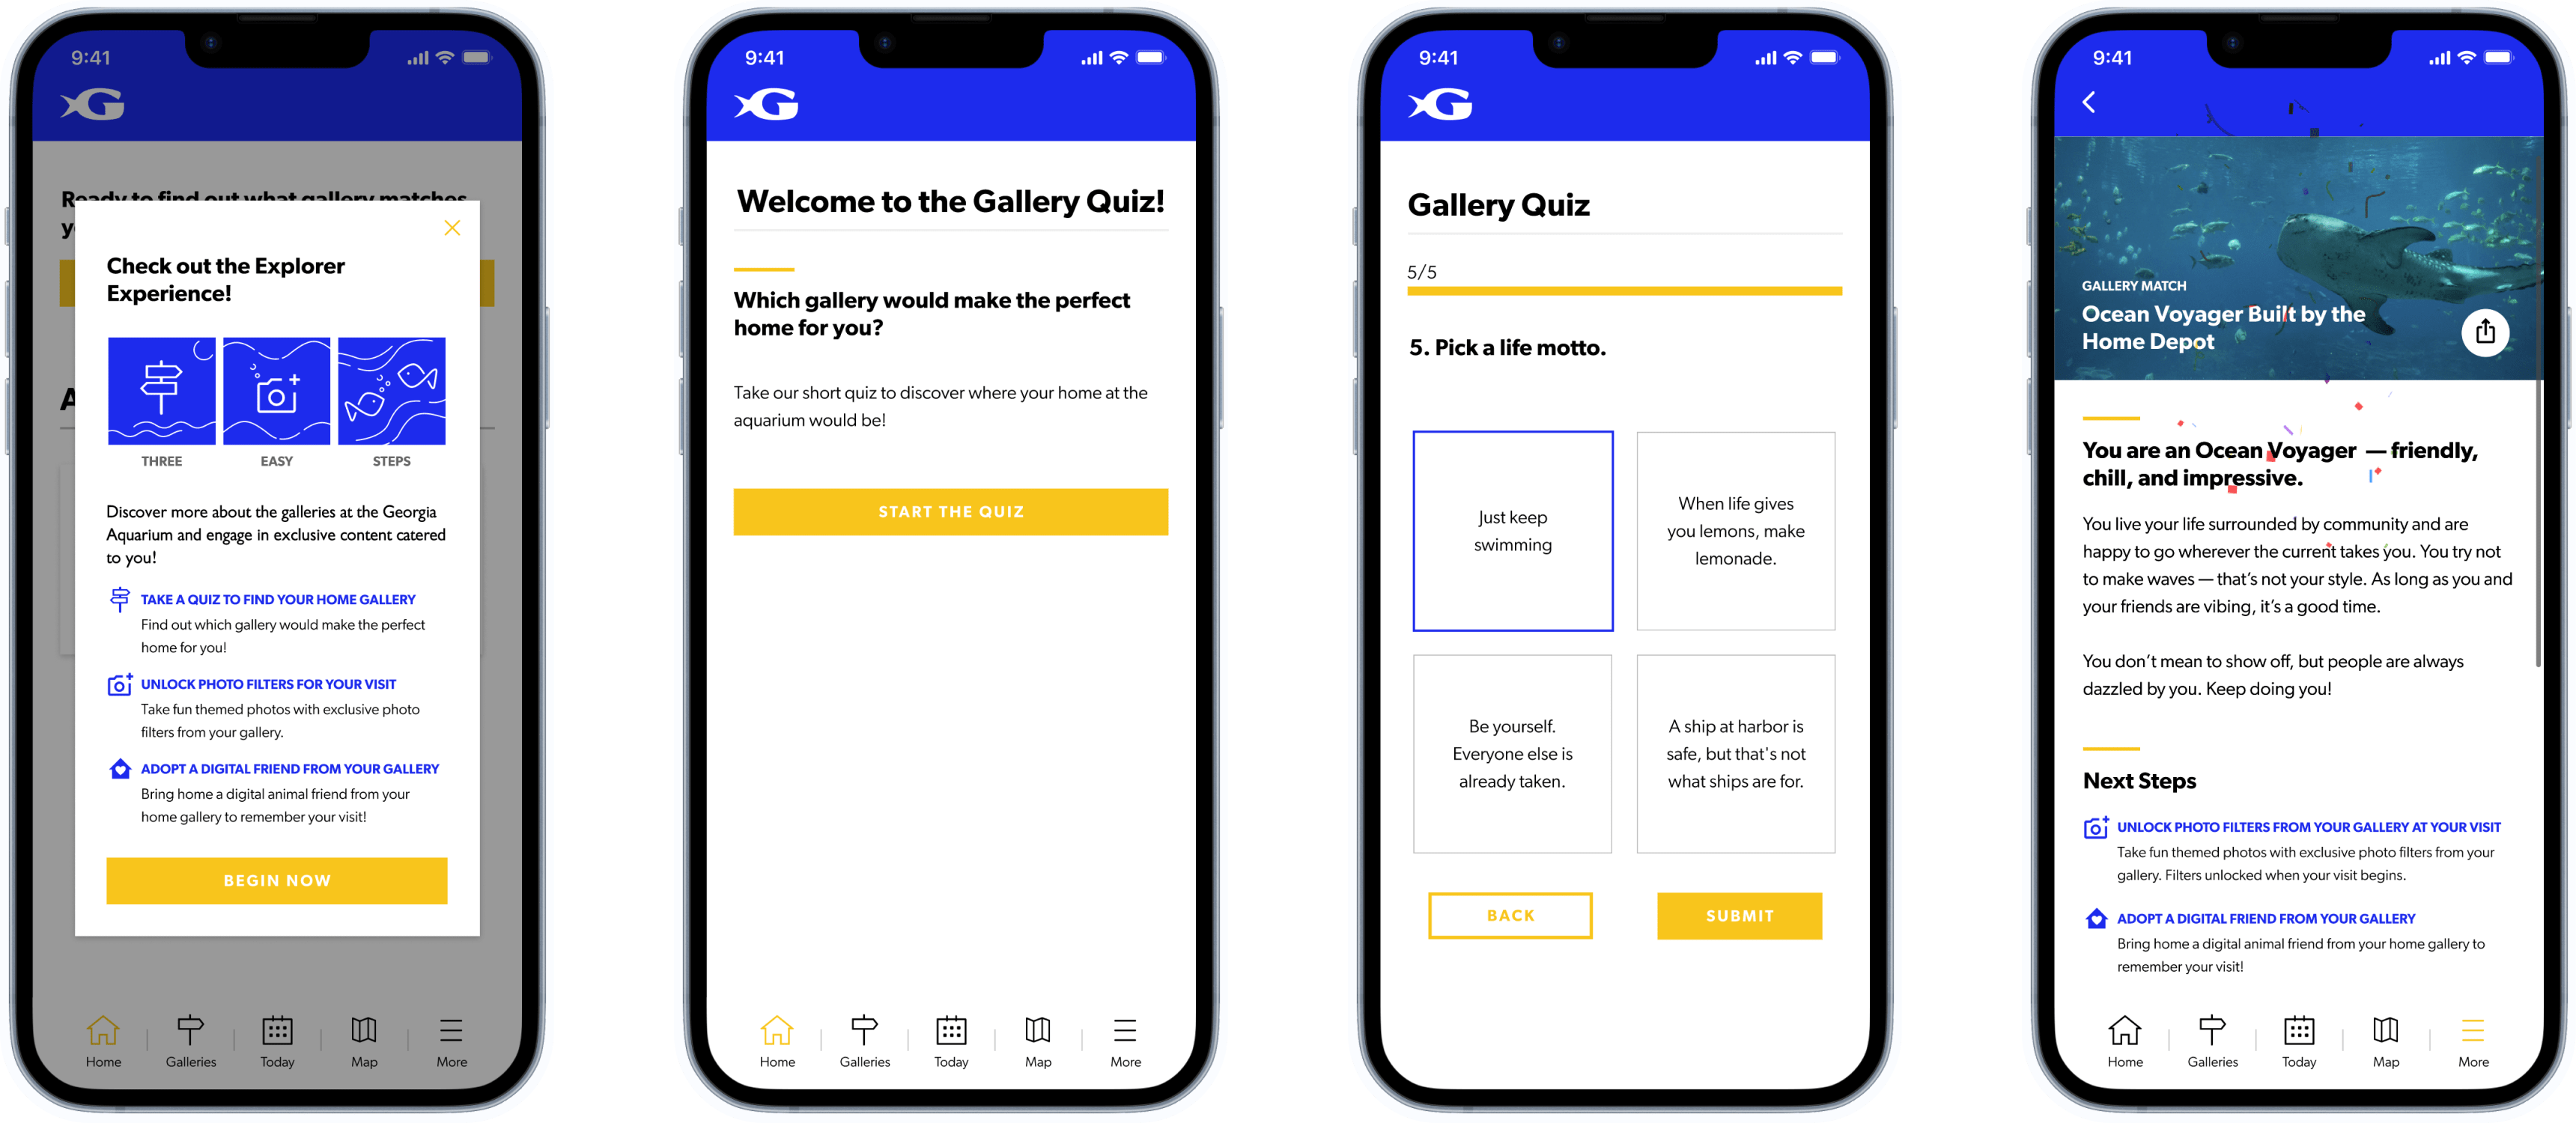 9:41
G
Ready to find out what gallery matches
y
A
Check out the Explorer
Experience!
THREE EASY STEPS
Discover more about the galleries at the Georgia
Aquarium and engage in exclusive content catered
to you!
TAKE A QUIZ TO FIND YOUR HOME GALLERY
Find out which gallery would make the perfect
home for you!
UNLOCK PHOTO FILTERS FOR YOUR VISIT
Take fun themed photos with exclusive photo
filters from your gallery.
ADOPT A DIGITAL FRIEND FROM YOUR GALLERY
Bring home a digital animal friend from your
home gallery to remember your visit!
BEGIN NOW
Home Galleries Today Map More
9:41
G
Welcome to the Gallery Quiz!
Which gallery would make the perfect
home for you?
Take our short quiz to discover where your home at the
aquarium would be!
START THE QUIZ
Home Galleries Today Map More
9:41
G
Gallery Quiz
5/5
5. Pick a life motto.
Just keep
swimming
When life gives
you lemons, make
lemonade.
Be yourself.
Everyone else is
already taken.
A ship at harbor is
safe, but that's not
what ships are for.
BACK SUBMIT
9:41
GALLERY MATCH
Ocean Voyager Built by the
Home Depot
You are an Ocean Voyager — friendly,
chill, and impressive.
You live your life surrounded by community and are
happy to go wherever the current takes you. You try not
to make waves — that’s not your style. As long as you and
your friends are vibing, it’s a good time.
You don’t mean to show off, but people are always
dazzled by you. Keep doing you!
Next Steps
UNLOCK PHOTO FILTERS FROM YOUR GALLERY AT YOUR VISIT
Take fun themed photos with exclusive photo filters from your
gallery. Filters unlocked when your visit begins.
ADOPT A DIGITAL FRIEND FROM YOUR GALLERY
Bring home a digital animal friend from your home gallery to
remember your visit!
Home Galleries Today Map More